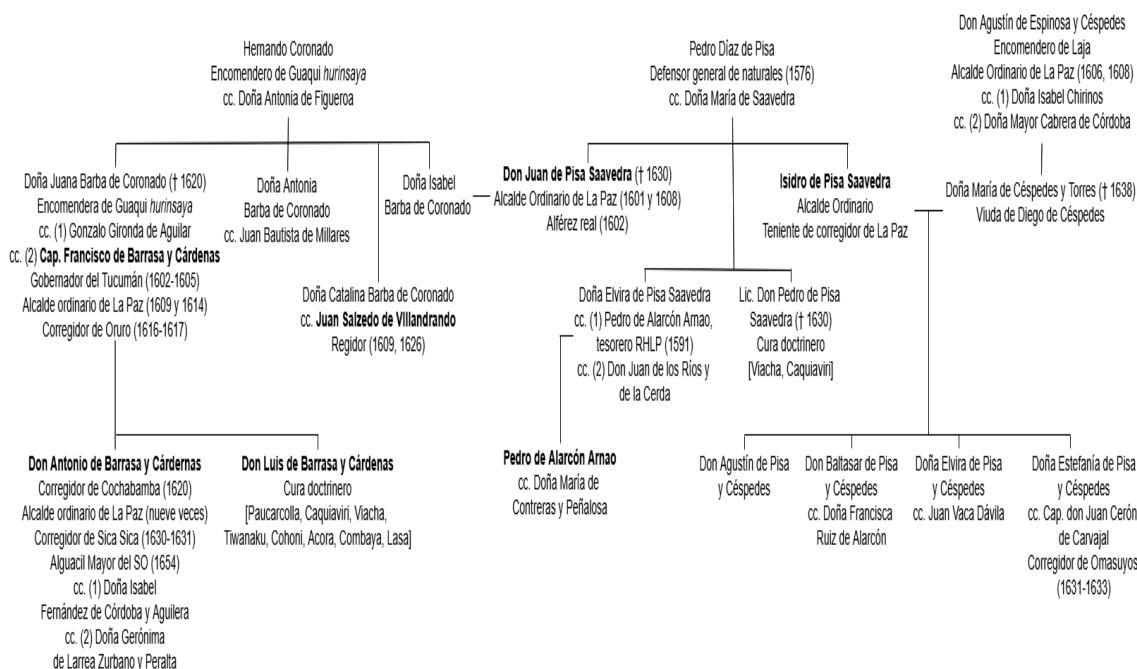 Hernando Coronado
Encomendero de Guaqui hurinsaya
cc. Doña Antonia de Figueroa
Pedro Díaz de Pisa
Defensor general de naturales (1576)
cc. Doña María de Saavedra
Don Agustín de Espinosa y Céspedes
Encomendero de Laja
Alcalde Ordinario de La Paz (1606, 1608)
cc. (1) Doña Isabel Chirinos
cc. (2) Doña Mayor Cabrera de Córdoba
Doña Juana Barba de Coronado († 1620)
Encomendera de Guaqui hurinsaya
cc. (1) Gonzalo Gironda de Aguilar
cc. (2) Cap. Francisco de Barrasa y Cárdenas
Gobernador del Tucumán (1602-1605)
Alcalde ordinario de La Paz (1609 y 1614)
Corregidor de Oruro (1616-1617)
Doña Antonia
Barba de Coronado
cc. Juan Bautista de Millares
Doña Isabel
Barba de Coronado
Don Juan de Pisa Saavedra († 1630)
Alcalde Ordinario de La Paz (1601 y 1608)
Alférez real (1602)
Isidro de Pisa Saavedra
Alcalde Ordinario
Teniente de corregidor de La Paz
Doña María de Céspedes y Torres († 1638)
Viuda de Diego de Céspedes
Doña Catalina Barba de Coronado
cc. Juan Salzedo de VIllandrando
Regidor (1609, 1626)
Doña Elvira de Pisa Saavedra
cc. (1) Pedro de Alarcón Arnao,
tesorero RHLP (1591)
cc. (2) Don Juan de los Ríos y
de la Cerda
Lic. Don Pedro de Pisa
Saavedra († 1630)
Cura doctrinero
[Viacha, Caquiaviri]
Don Antonio de Barrasa y Cárdernas
Corregidor de Cochabamba (1620)
Alcalde ordinario de La Paz (nueve veces)
Corregidor de Sica Sica (1630-1631)
Alguacil Mayor del SO (1654)
cc. (1) Doña Isabel
Fernández de Córdoba y Aguilera
cc. (2) Doña Gerónima
de Larrea Zurbano y Peralta
Don Luis de Barrasa y Cárdenas
Cura doctrinero
[Paucarcolla, Caquiaviri, Viacha,
Tiwanaku, Cohoni, Acora, Combaya, Lasa]
Pedro de Alarcón Arnao
cc. Doña María de
Contreras y Peñalosa
Don Agustín de Pisa
y Céspedes
Don Baltasar de Pisa
y Céspedes
cc. Doña Francisca
Ruiz de Alarcón
Doña Elvira de Pisa
y Céspedes
cc. Juan Vaca Dávila
Doña Estefanía de Pisa
y Céspedes
cc. Cap. don Juan Cerón
de Carvajal
Corregidor de Omasuyos
(1631-1633)